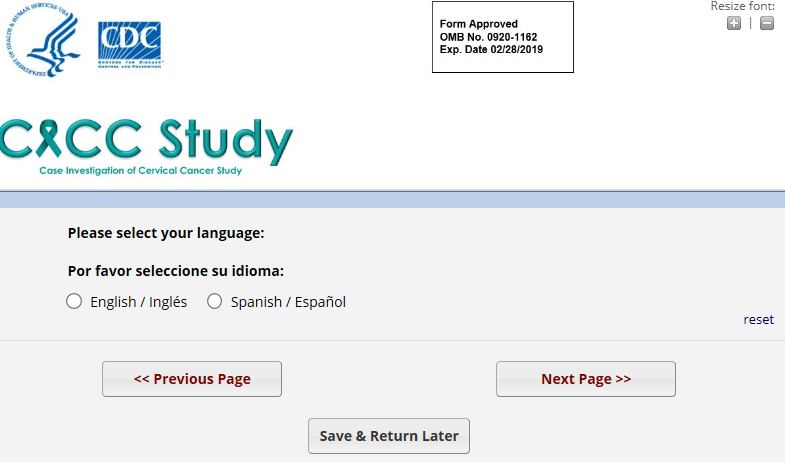 DEPARTMENT OF HEALTH & HUMAN SERVICES • USA
CDC
CENTERS FOR DISEASE
CONTROL AND PREVENTION
Form Approved
OMB No. 0920-1162
Exp. Date 02/28/2019
Resize font:
+ | −
CICC Study
Case Investigation of Cervical Cancer Study
Please select your language:
Por favor seleccione su idioma:
English / Inglés Spanish / Español
reset
<< Previous Page Next Page >>
Save & Return Later